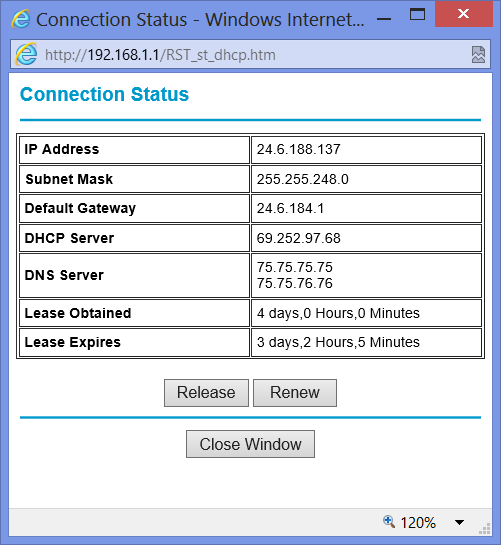 Connection Status - Windows Internet...
http://192.168.1.1/RST_st_dhcp.htm
Connection Status
IP Address 24.6.188.137
Subnet Mask 255.255.248.0
Default Gateway 24.6.184.1
DHCP Server 69.252.97.68
DNS Server 75.75.75.75
75.75.76.76
Lease Obtained 4 days,0 Hours,0 Minutes
Lease Expires 3 days,2 Hours,5 Minutes
Release Renew
Close Window
120%